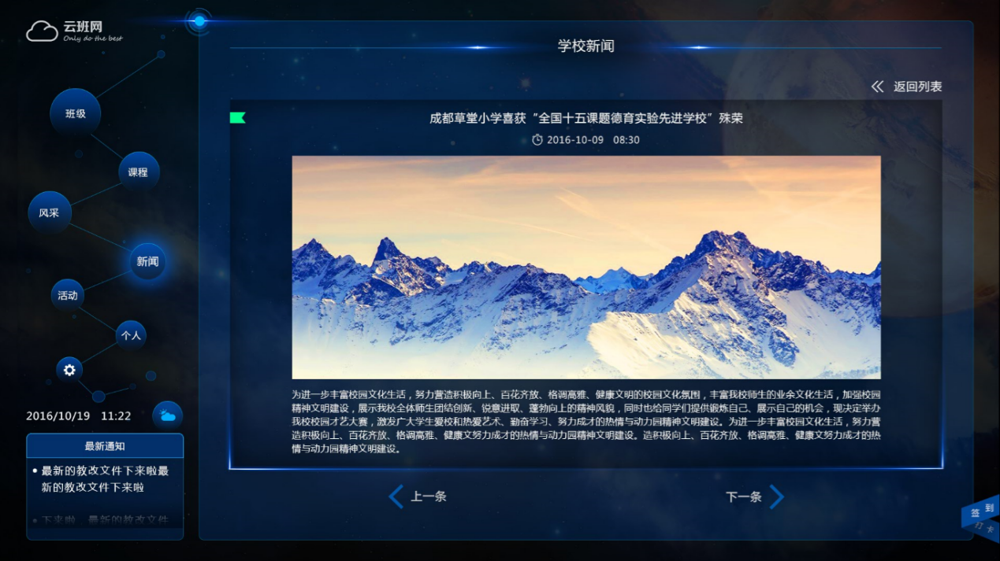 云班网
Only do the best
学校新闻
返回列表
班级
课程
风采
新闻
活动
个人
成都草堂小学喜获“全国十五课题德育实验先进学校”殊荣
2016-10-09 08:30
为进一步丰富校园文化生活，努力营造积极向上、百花齐放、格调高雅、健康文明的校园文化氛围，丰富我校师生的业余文化生活，加强校园
精神文明建设，展示我校全体师生团结创新、锐意进取、蓬勃向上的精神风貌，同时也给同学们提供锻炼自己、展示自己的机会，现决定举办
我校校园才艺大赛，激发广大学生爱校和热爱艺术、勤奋学习、努力成才的热情与动力园精神文明建设。为进一步丰富校园文化生活，努力营
造积极向上、百花齐放、格调高雅、健康文努力成才的热情与动力园精神文明建设。造积极向上、百花齐放、格调高雅、健康文努力成才的热
情与动力园精神文明建设。
2016/10/19 11:22
最新通知
• 最新的教改文件下来啦最
新的教改文件下来啦
• 下来啦，最新的教改文件
上一条
下一条
签到
打卡